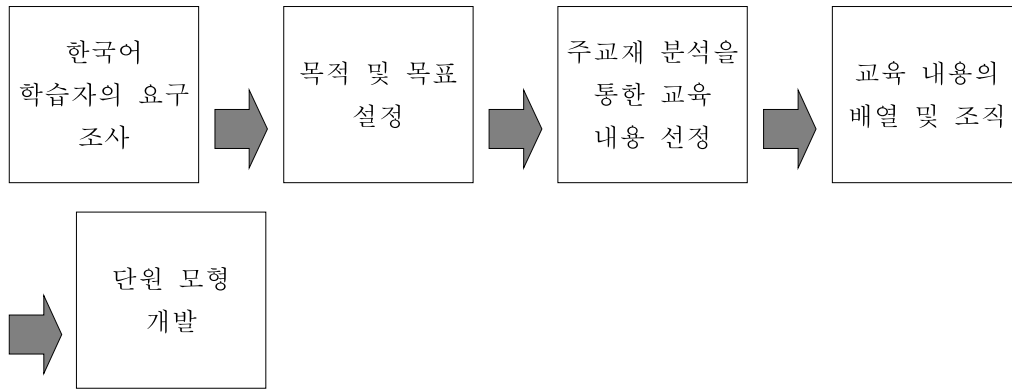 한국어
학습자의 요구
조사
목적 및 목표
설정
주교재 분석을
통한 교육
내용 선정
교육 내용의
배열 및 조직
단원 모형
개발